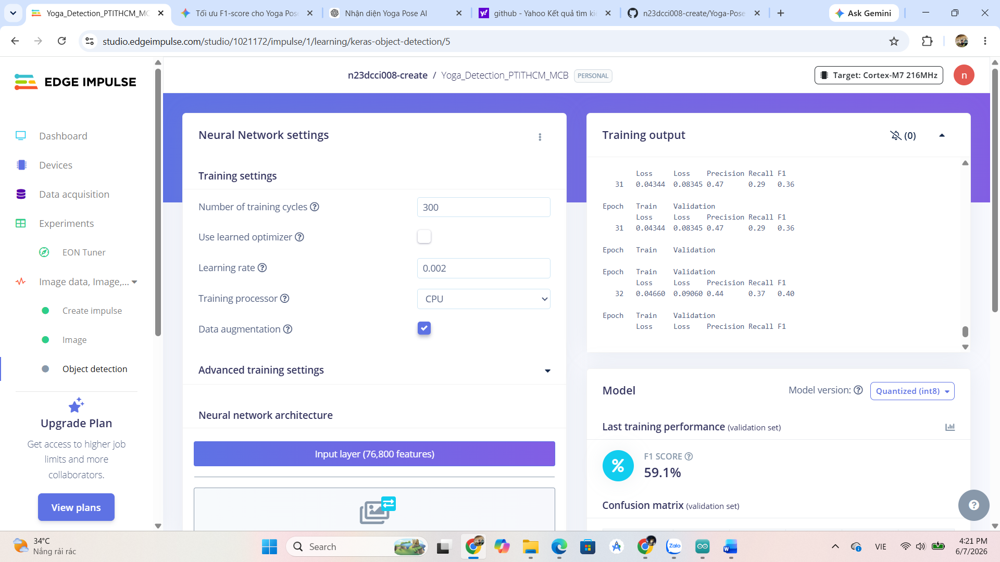 Yoga_Detection_PTITHCM_MC
Tối ưu F1-score cho Yoga Pos
Nhận diện Yoga Pose AI
github - Yahoo Kết quả tìm ki
n23dcci008-create/Yoga-Pose
Ask Gemini
studio.edgeimpulse.com/studio/1021172/impulse/1/learning/keras-object-detection/5
EDGE IMPULSE
n23dcci008-create / Yoga_Detection_PTITHCM_MCB PERSONAL
Target: Cortex-M7 216MHz
n
Dashboard
Devices
Data acquisition
Experiments
EON Tuner
Image data, Image,...
Create impulse
Image
Object detection
Upgrade Plan
Get access to higher job
limits and more
collaborators.
View plans
Neural Network settings
Training settings
Number of training cycles
300
Use learned optimizer
Learning rate
0.002
Training processor
CPU
Data augmentation
Advanced training settings
Neural network architecture
Input layer (76,800 features)
Training output
(0)
Loss Loss Precision Recall F1
31 0.04344 0.08345 0.47 0.29 0.36
Epoch Train Validation
Loss Loss Precision Recall F1
31 0.04344 0.08345 0.47 0.29 0.36
Epoch Train Validation
Epoch Train Validation
Loss Loss Precision Recall F1
32 0.04660 0.09060 0.44 0.37 0.40
Epoch Train Validation
Loss Loss Precision Recall F1
Model
Model version:
Quantized (int8)
Last training performance (validation set)
%
F1 SCORE
59.1%
Confusion matrix (validation set)
34°C
Nắng rải rác
Search
Zalo
VIE
4:21 PM
6/7/2026